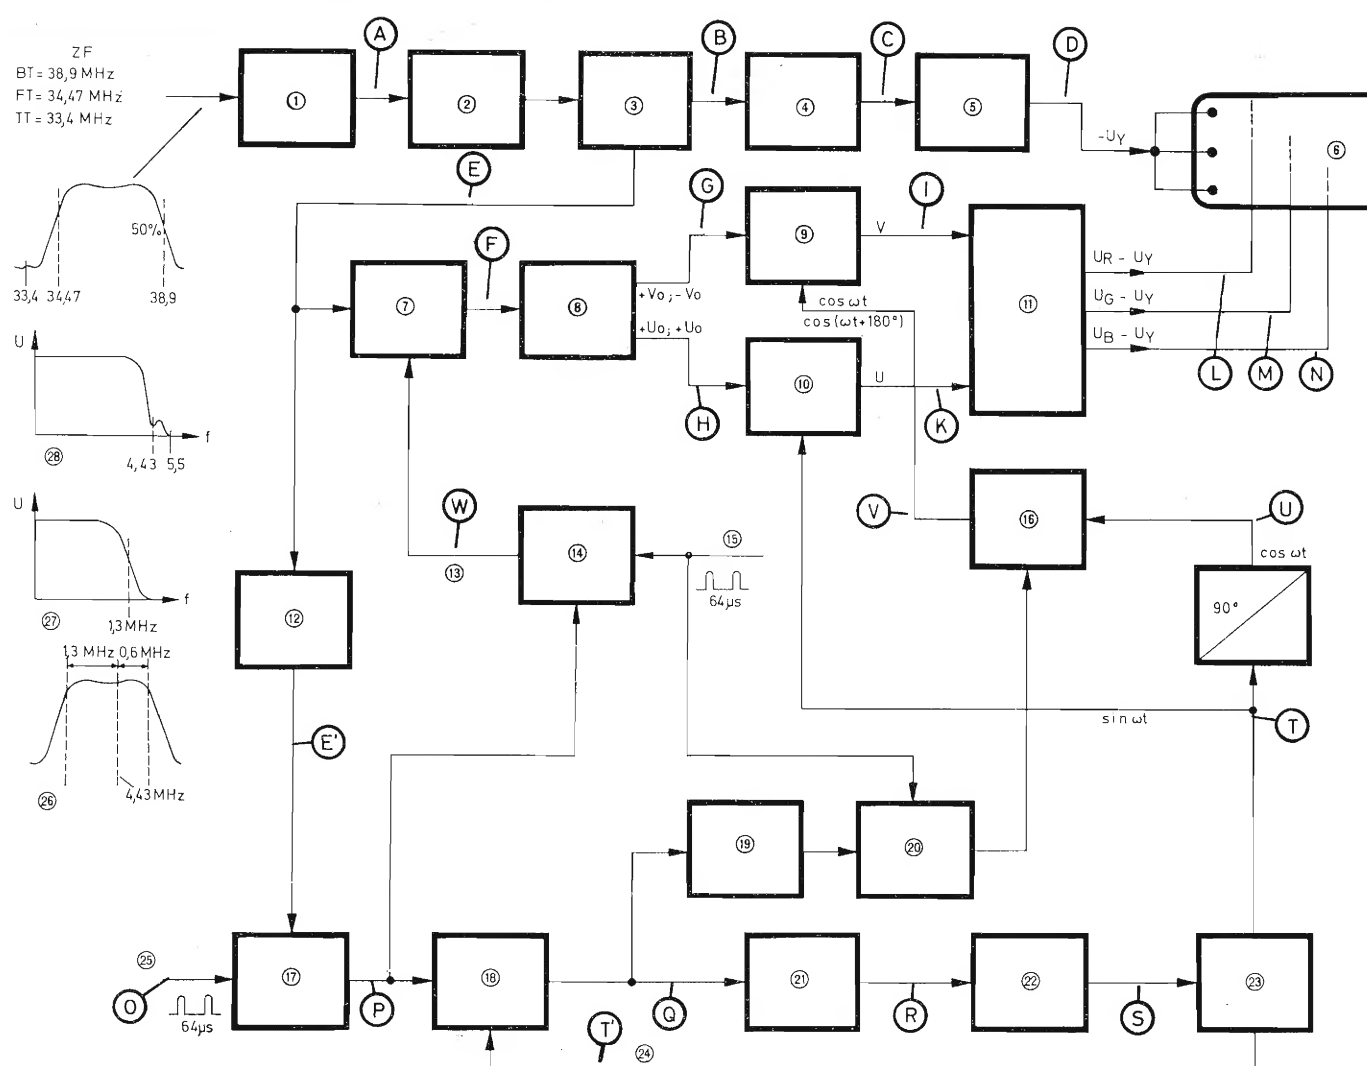 ZF
BT = 38,9 MHz
FT = 34,47 MHz
TT = 33,4 MHz
A
B
C
D
①
②
③
④
⑤
⑥
-UY
E
G
I
50%
33,4
34,47
38,9
F
⑦
⑧
⑨
V
+Vo ; -Vo
+Uo ; +Uo
cos ωt
cos(ωt+180°)
⑪
UR - UY
UG - UY
UB - UY
L
M
N
U
f
4,43
5,5
㉘
H
⑩
U
K
U
f
1,3 MHz
㉗
W
⑬
⑭
⑮
64µs
V
⑯
U
cos ωt
90°
⑫
1,3 MHz
0,6 MHz
4,43 MHz
㉖
E'
sin ωt
T
⑲
⑳
㉕
O
64µs
⑰
P
⑱
Q
㉑
R
㉒
S
㉓
T'
㉔